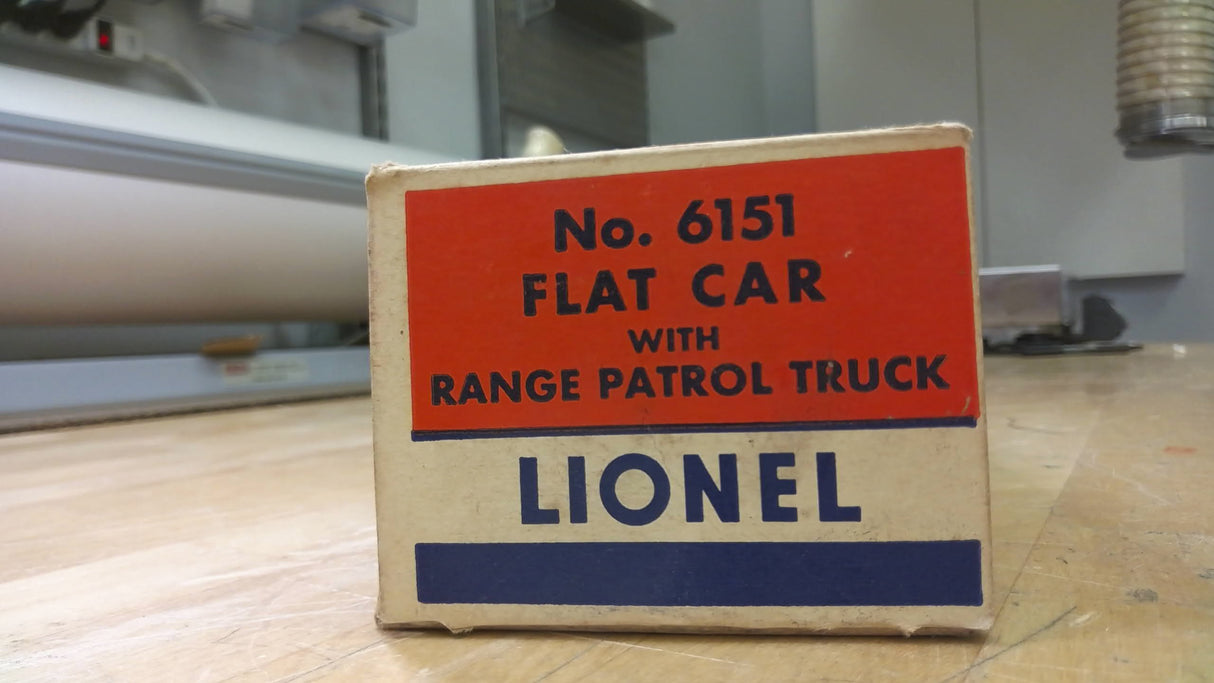 No. 6151
FLAT CAR
WITH
RANGE PATROL TRUCK
LIONEL